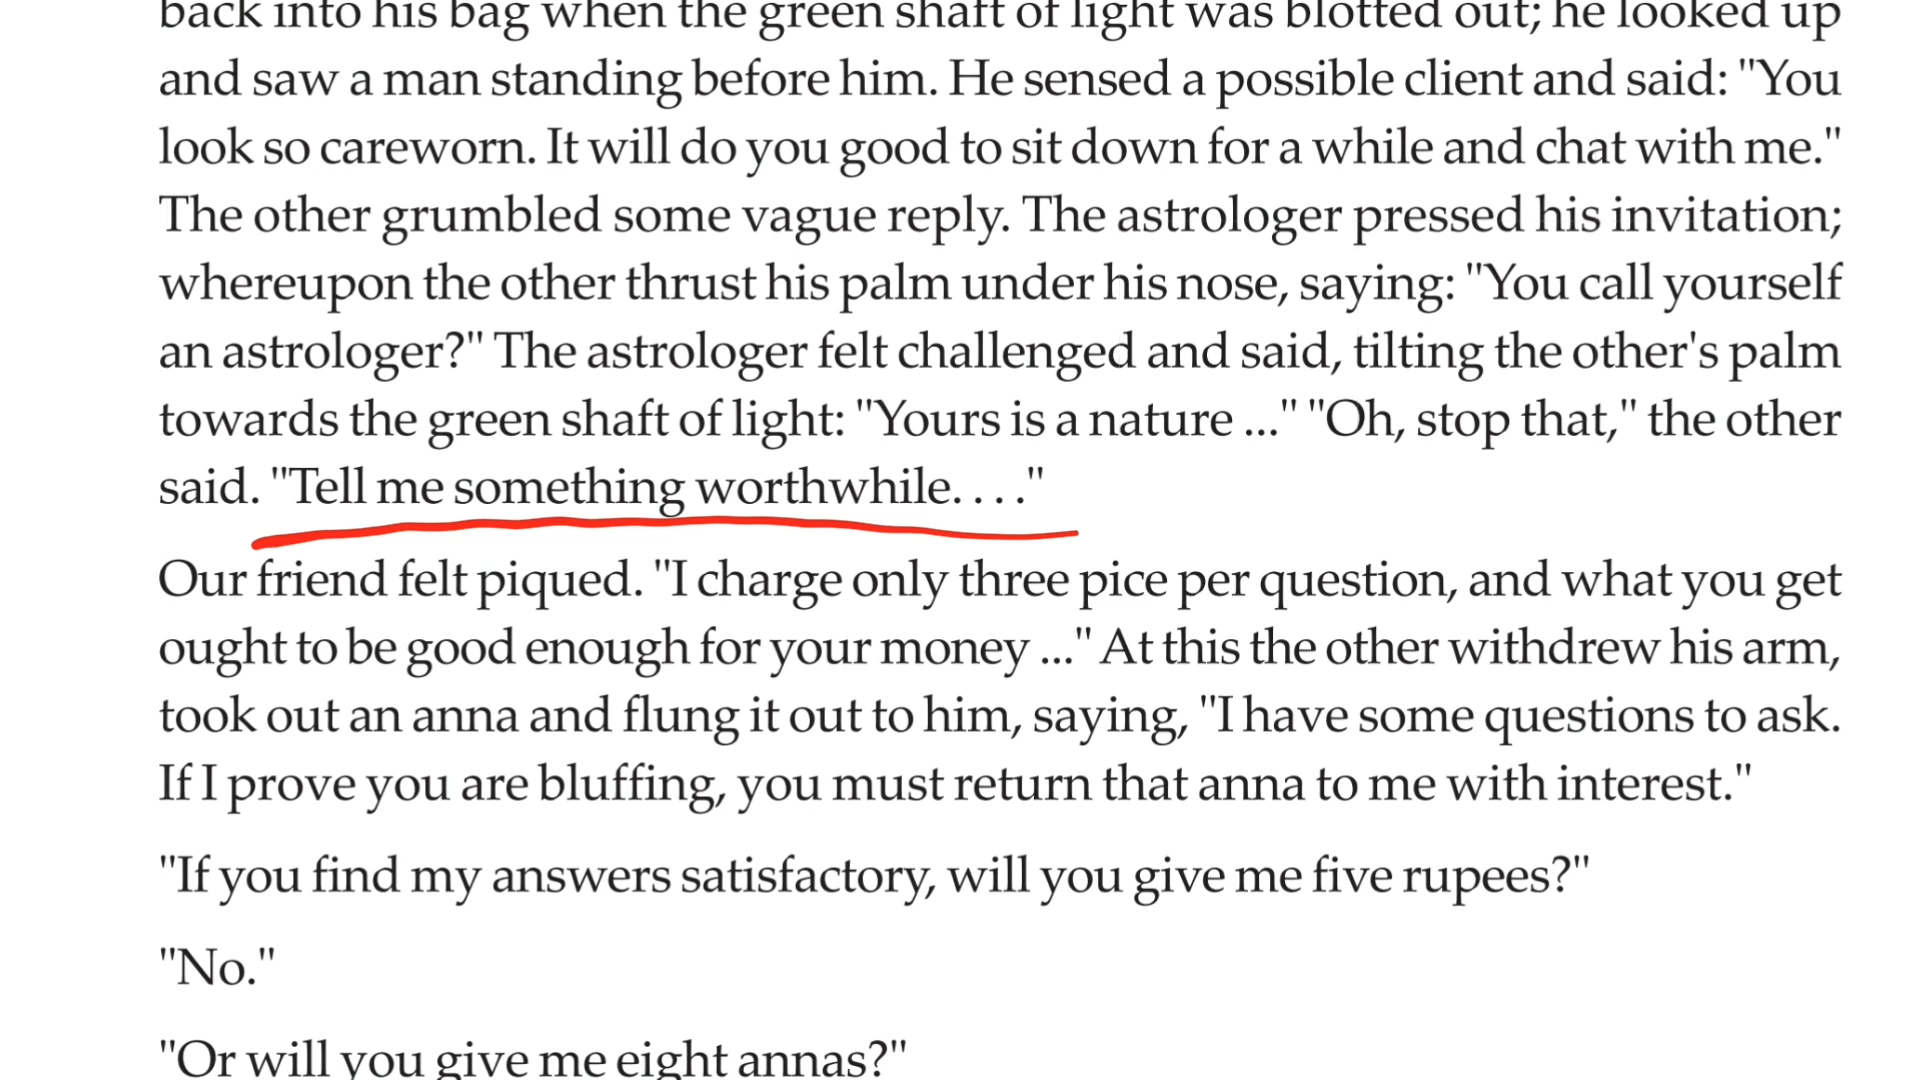 back into his bag when the green shaft of light was blotted out; he looked up
and saw a man standing before him. He sensed a possible client and said: "You
look so careworn. It will do you good to sit down for a while and chat with me."
The other grumbled some vague reply. The astrologer pressed his invitation;
whereupon the other thrust his palm under his nose, saying: "You call yourself
an astrologer?" The astrologer felt challenged and said, tilting the other's palm
towards the green shaft of light: "Yours is a nature ..." "Oh, stop that," the other
said. "Tell me something worthwhile. . . ."
Our friend felt piqued. "I charge only three pice per question, and what you get
ought to be good enough for your money ..." At this the other withdrew his arm,
took out an anna and flung it out to him, saying, "I have some questions to ask.
If I prove you are bluffing, you must return that anna to me with interest."
"If you find my answers satisfactory, will you give me five rupees?"
"No."
"Or will you give me eight annas?"